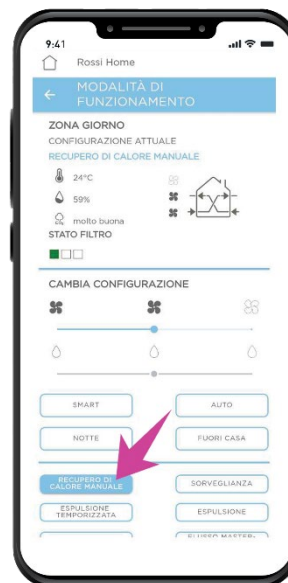 9:41
Rossi Home
MODALITÀ DI
FUNZIONAMENTO
ZONA GIORNO
CONFIGURAZIONE ATTUALE
RECUPERO DI CALORE MANUALE
24°C
59%
molto buona
STATO FILTRO
CAMBIA CONFIGURAZIONE
SMART
AUTO
NOTTE
FUORI CASA
RECUPERO DI
CALORE MANUALE
SORVEGLIANZA
ESPULSIONE
TEMPORIZZATA
ESPULSIONE